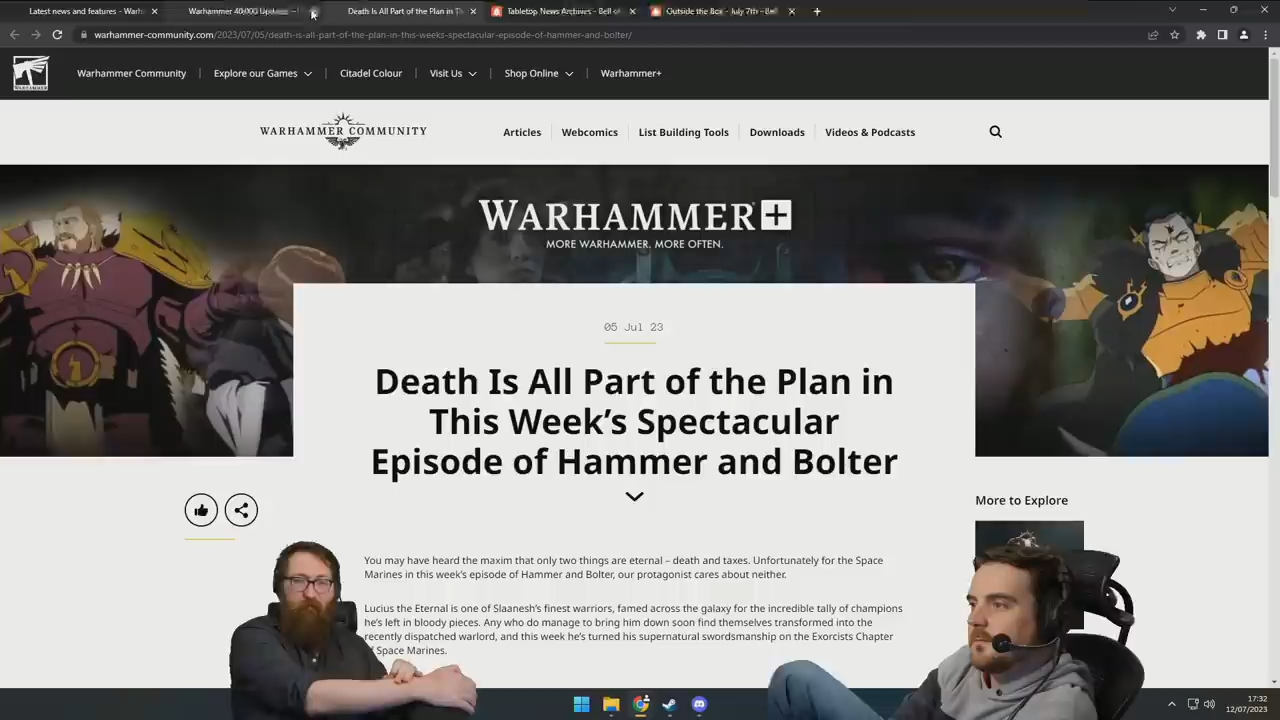 Latest news and features - Warh
Warhammer 40,000 Upd
Death Is All Part of the Plan in T
Tabletop News Archives - Bell of
Outside the Box - July 7th - Bell
warhammer-community.com/2023/07/05/death-is-all-part-of-the-plan-in-this-weeks-spectacular-episode-of-hammer-and-bolter/
WARHAMMER
Warhammer Community
Explore our Games
Citadel Colour
Visit Us
Shop Online
Warhammer+
WARHAMMER COMMUNITY
Articles
Webcomics
List Building Tools
Downloads
Videos & Podcasts
WARHAMMER+
MORE WARHAMMER. MORE OFTEN.
05 Jul 23
Death Is All Part of the Plan in
This Week's Spectacular
Episode of Hammer and Bolter
More to Explore
You may have heard the maxim that only two things are eternal – death and taxes. Unfortunately for the Space
Marines in this week's episode of Hammer and Bolter, our protagonist cares about neither.
Lucius the Eternal is one of Slaanesh's finest warriors, famed across the galaxy for the incredible tally of champions
he's left in bloody pieces. Any who do manage to bring him down soon find themselves transformed into the
recently dispatched warlord, and this week he's turned his supernatural swordsmanship on the Exorcists Chapter
of Space Marines.
17:32
12/07/2023